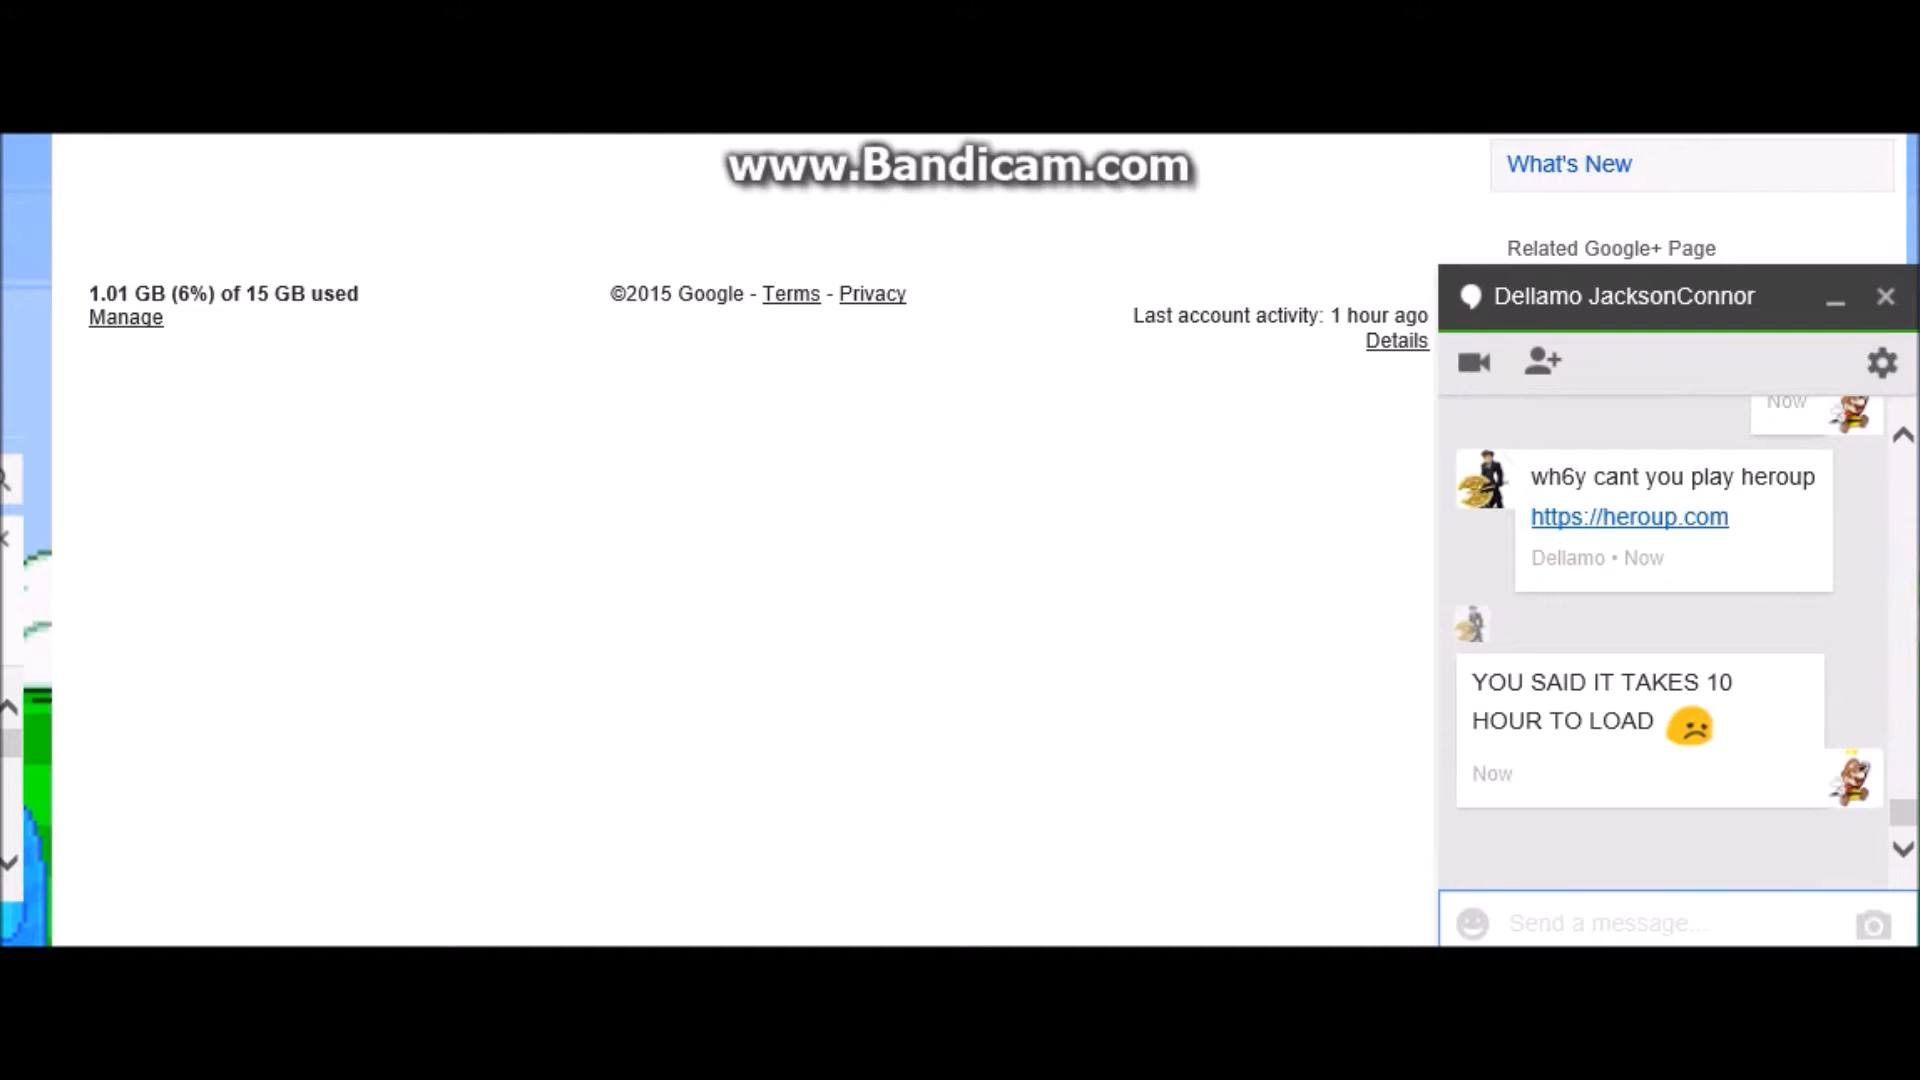 www.Bandicam.com
What's New
Related Google+ Page
1.01 GB (6%) of 15 GB used
Manage
©2015 Google - Terms - Privacy
Last account activity: 1 hour ago
Details
Dellamo JacksonConnor
Now
wh6y cant you play heroup
https://heroup.com
Dellamo • Now
YOU SAID IT TAKES 10
HOUR TO LOAD
Now
Send a message...